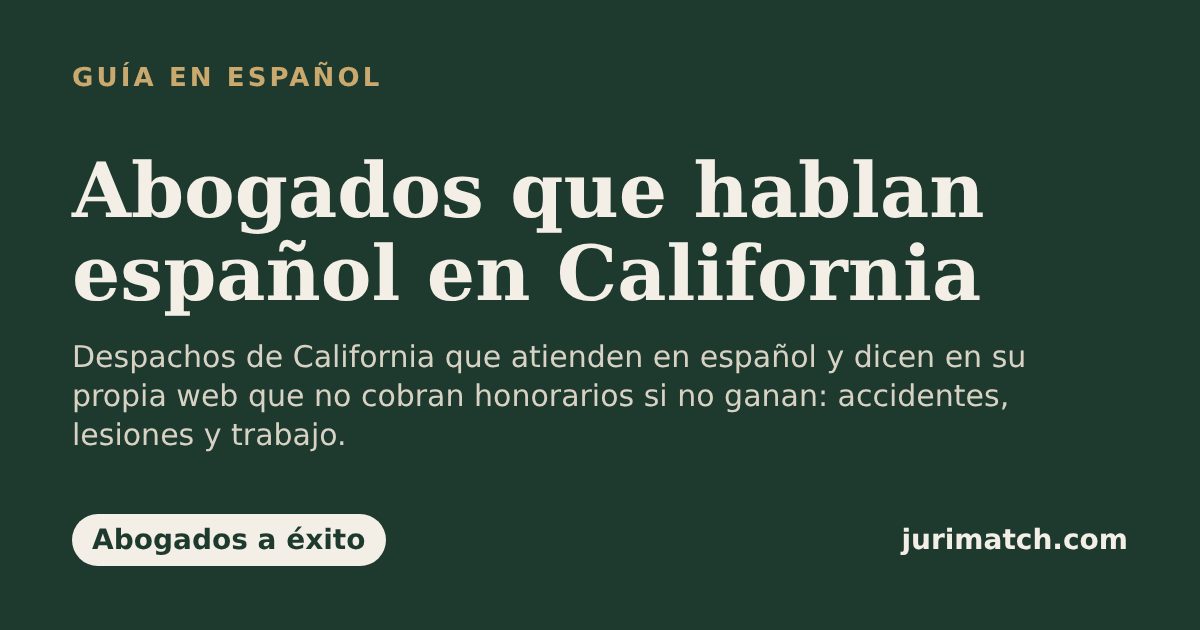 GUÍA EN ESPAÑOL
Abogados que hablan
español en California
Despachos de California que atienden en español y dicen en su
propia web que no cobran honorarios si no ganan: accidentes,
lesiones y trabajo.
Abogados a éxito
jurimatch.com